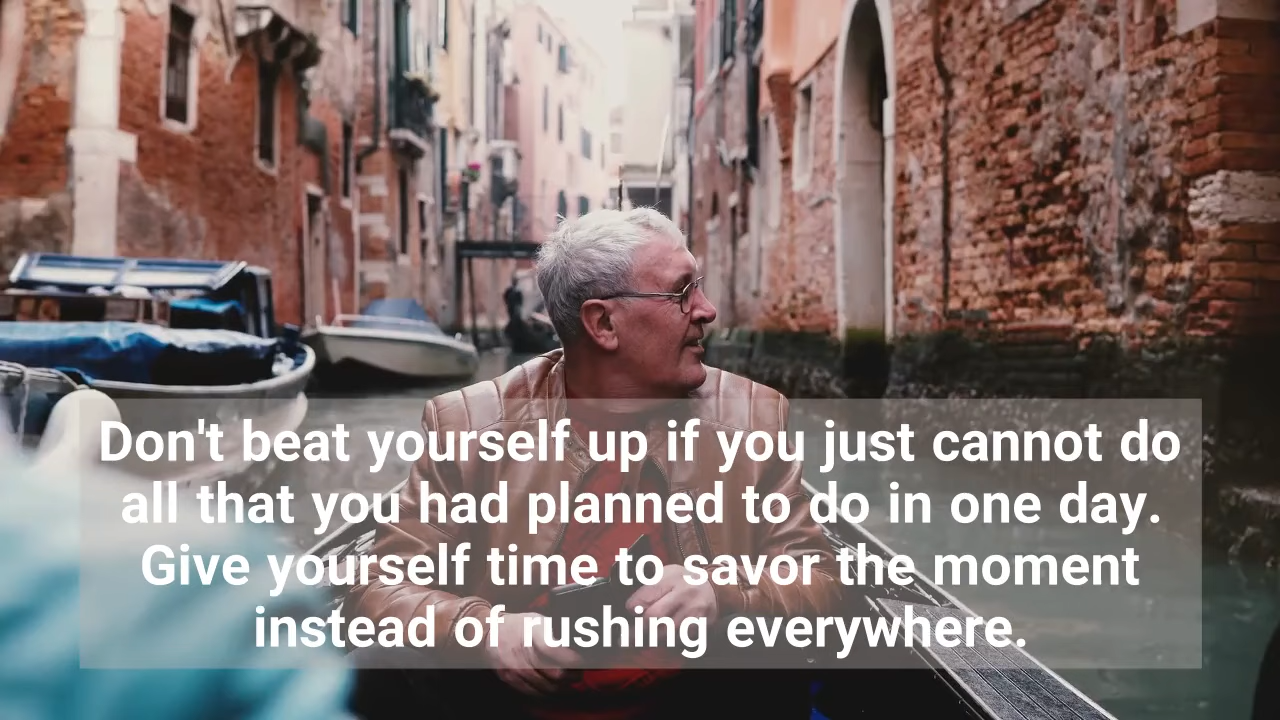 Don't beat yourself up if you just cannot do
all that you had planned to do in one day.
Give yourself time to savor the moment
instead of rushing everywhere.